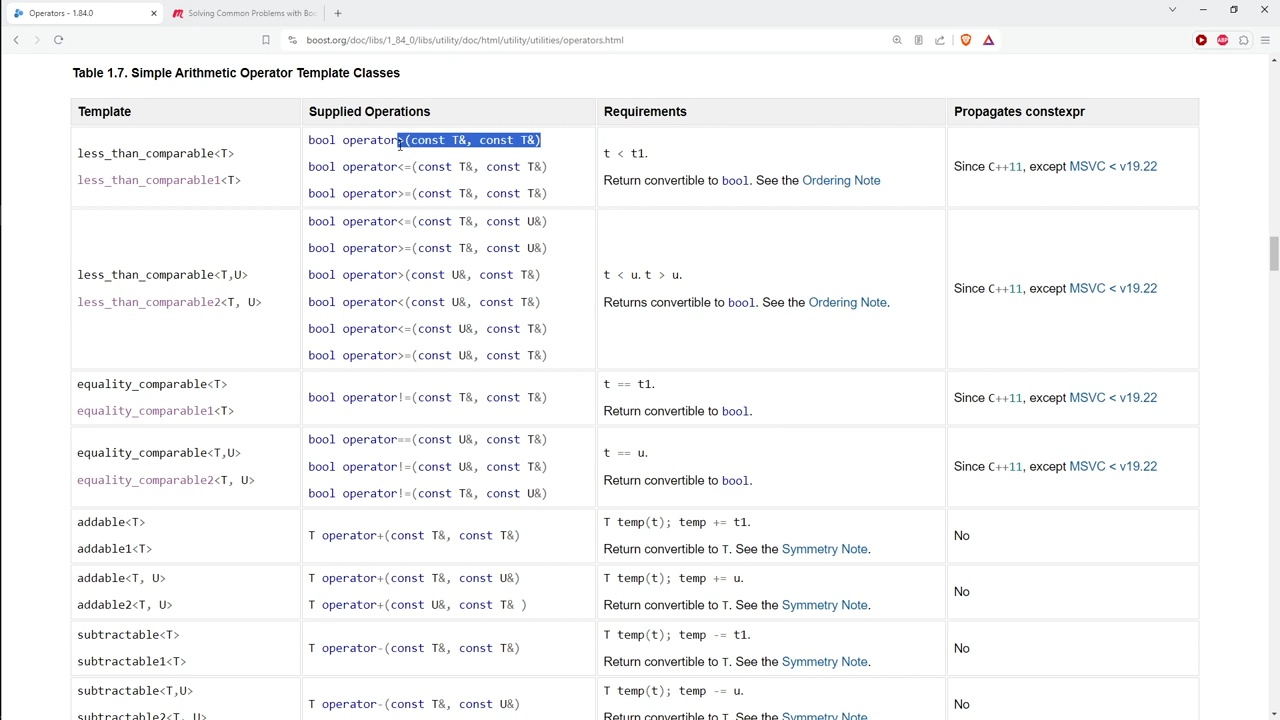 Operators - 1.84.0
Solving Common Problems with Boo
boost.org/doc/libs/1_84_0/libs/utility/doc/html/utility/utilities/operators.html
Table 1.7. Simple Arithmetic Operator Template Classes
Template Supplied Operations Requirements Propagates constexpr
less_than_comparable<T>
less_than_comparable1<T>
bool operator>(const T&, const T&)
bool operator<=(const T&, const T&)
bool operator>=(const T&, const T&)
t < t1.
Return convertible to bool. See the Ordering Note
Since C++11, except MSVC < v19.22
less_than_comparable<T,U>
less_than_comparable2<T, U>
bool operator<=(const T&, const U&)
bool operator>=(const T&, const U&)
bool operator>(const U&, const T&)
bool operator<(const U&, const T&)
bool operator<=(const U&, const T&)
bool operator>=(const U&, const T&)
t < u. t > u.
Returns convertible to bool. See the Ordering Note.
Since C++11, except MSVC < v19.22
equality_comparable<T>
equality_comparable1<T>
bool operator!=(const T&, const T&)
t == t1.
Return convertible to bool.
Since C++11, except MSVC < v19.22
equality_comparable<T,U>
equality_comparable2<T, U>
bool operator==(const U&, const T&)
bool operator!=(const U&, const T&)
bool operator!=(const T&, const U&)
t == u.
Return convertible to bool.
Since C++11, except MSVC < v19.22
addable<T>
addable1<T>
T operator+(const T&, const T&)
T temp(t); temp += t1.
Return convertible to T. See the Symmetry Note.
No
addable<T, U>
addable2<T, U>
T operator+(const T&, const U&)
T operator+(const U&, const T& )
T temp(t); temp += u.
Return convertible to T. See the Symmetry Note.
No
subtractable<T>
subtractable1<T>
T operator-(const T&, const T&)
T temp(t); temp -= t1.
Return convertible to T. See the Symmetry Note.
No
subtractable<T,U>
subtractable2<T, U>
T operator-(const T&, const U&)
T temp(t); temp -= u.
Return convertible to T. See the Symmetry Note.
No